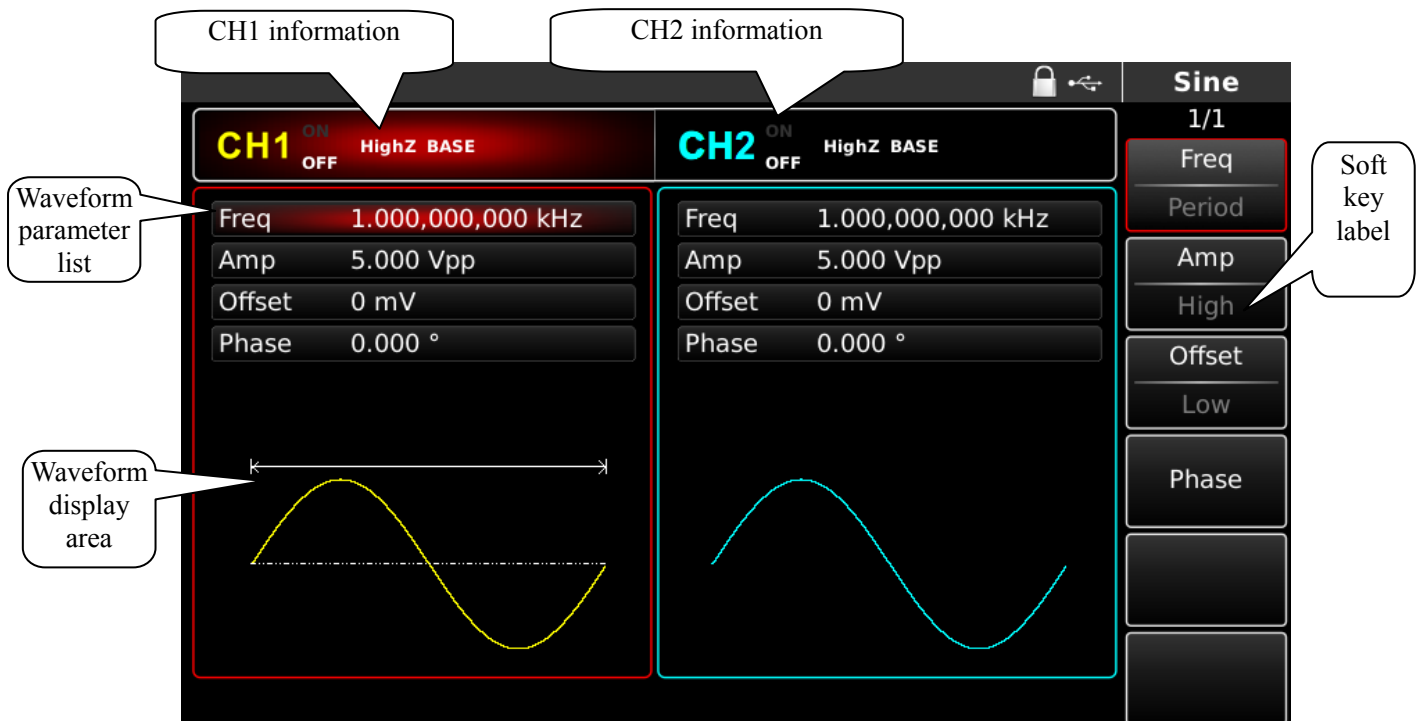 CH1 information
CH2 information
Sine
1/1
CH1 ON OFF HighZ BASE
CH2 ON OFF HighZ BASE
Freq
Period
Soft
key
label
Waveform
parameter
list
Freq 1.000,000,000 kHz
Amp 5.000 Vpp
Offset 0 mV
Phase 0.000 °
Freq 1.000,000,000 kHz
Amp 5.000 Vpp
Offset 0 mV
Phase 0.000 °
Amp
High
Offset
Low
Phase
Waveform
display
area